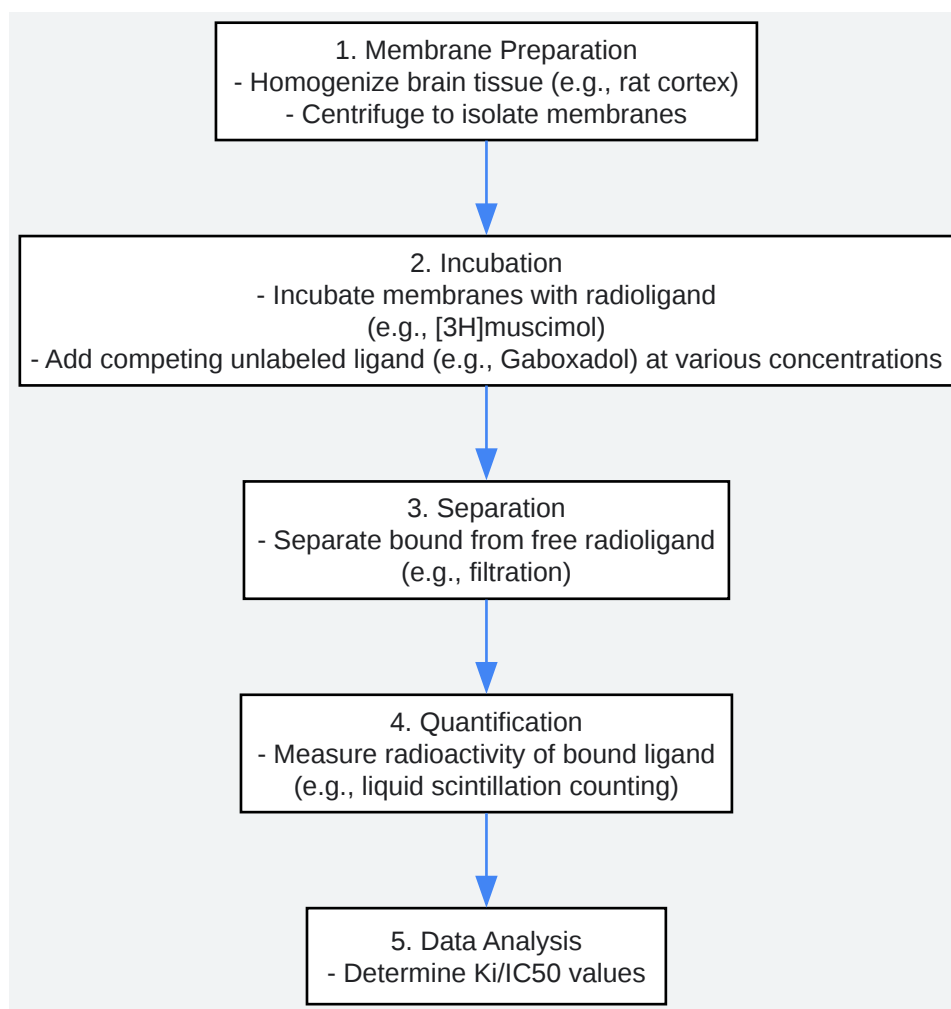 1. Membrane Preparation
- Homogenize brain tissue (e.g., rat cortex)
- Centrifuge to isolate membranes
2. Incubation
- Incubate membranes with radioligand
(e.g., [3H]muscimol)
- Add competing unlabeled ligand (e.g., Gaboxadol) at various concentrations
3. Separation
- Separate bound from free radioligand
(e.g., filtration)
4. Quantification
- Measure radioactivity of bound ligand
(e.g., liquid scintillation counting)
5. Data Analysis
- Determine Ki/IC50 values